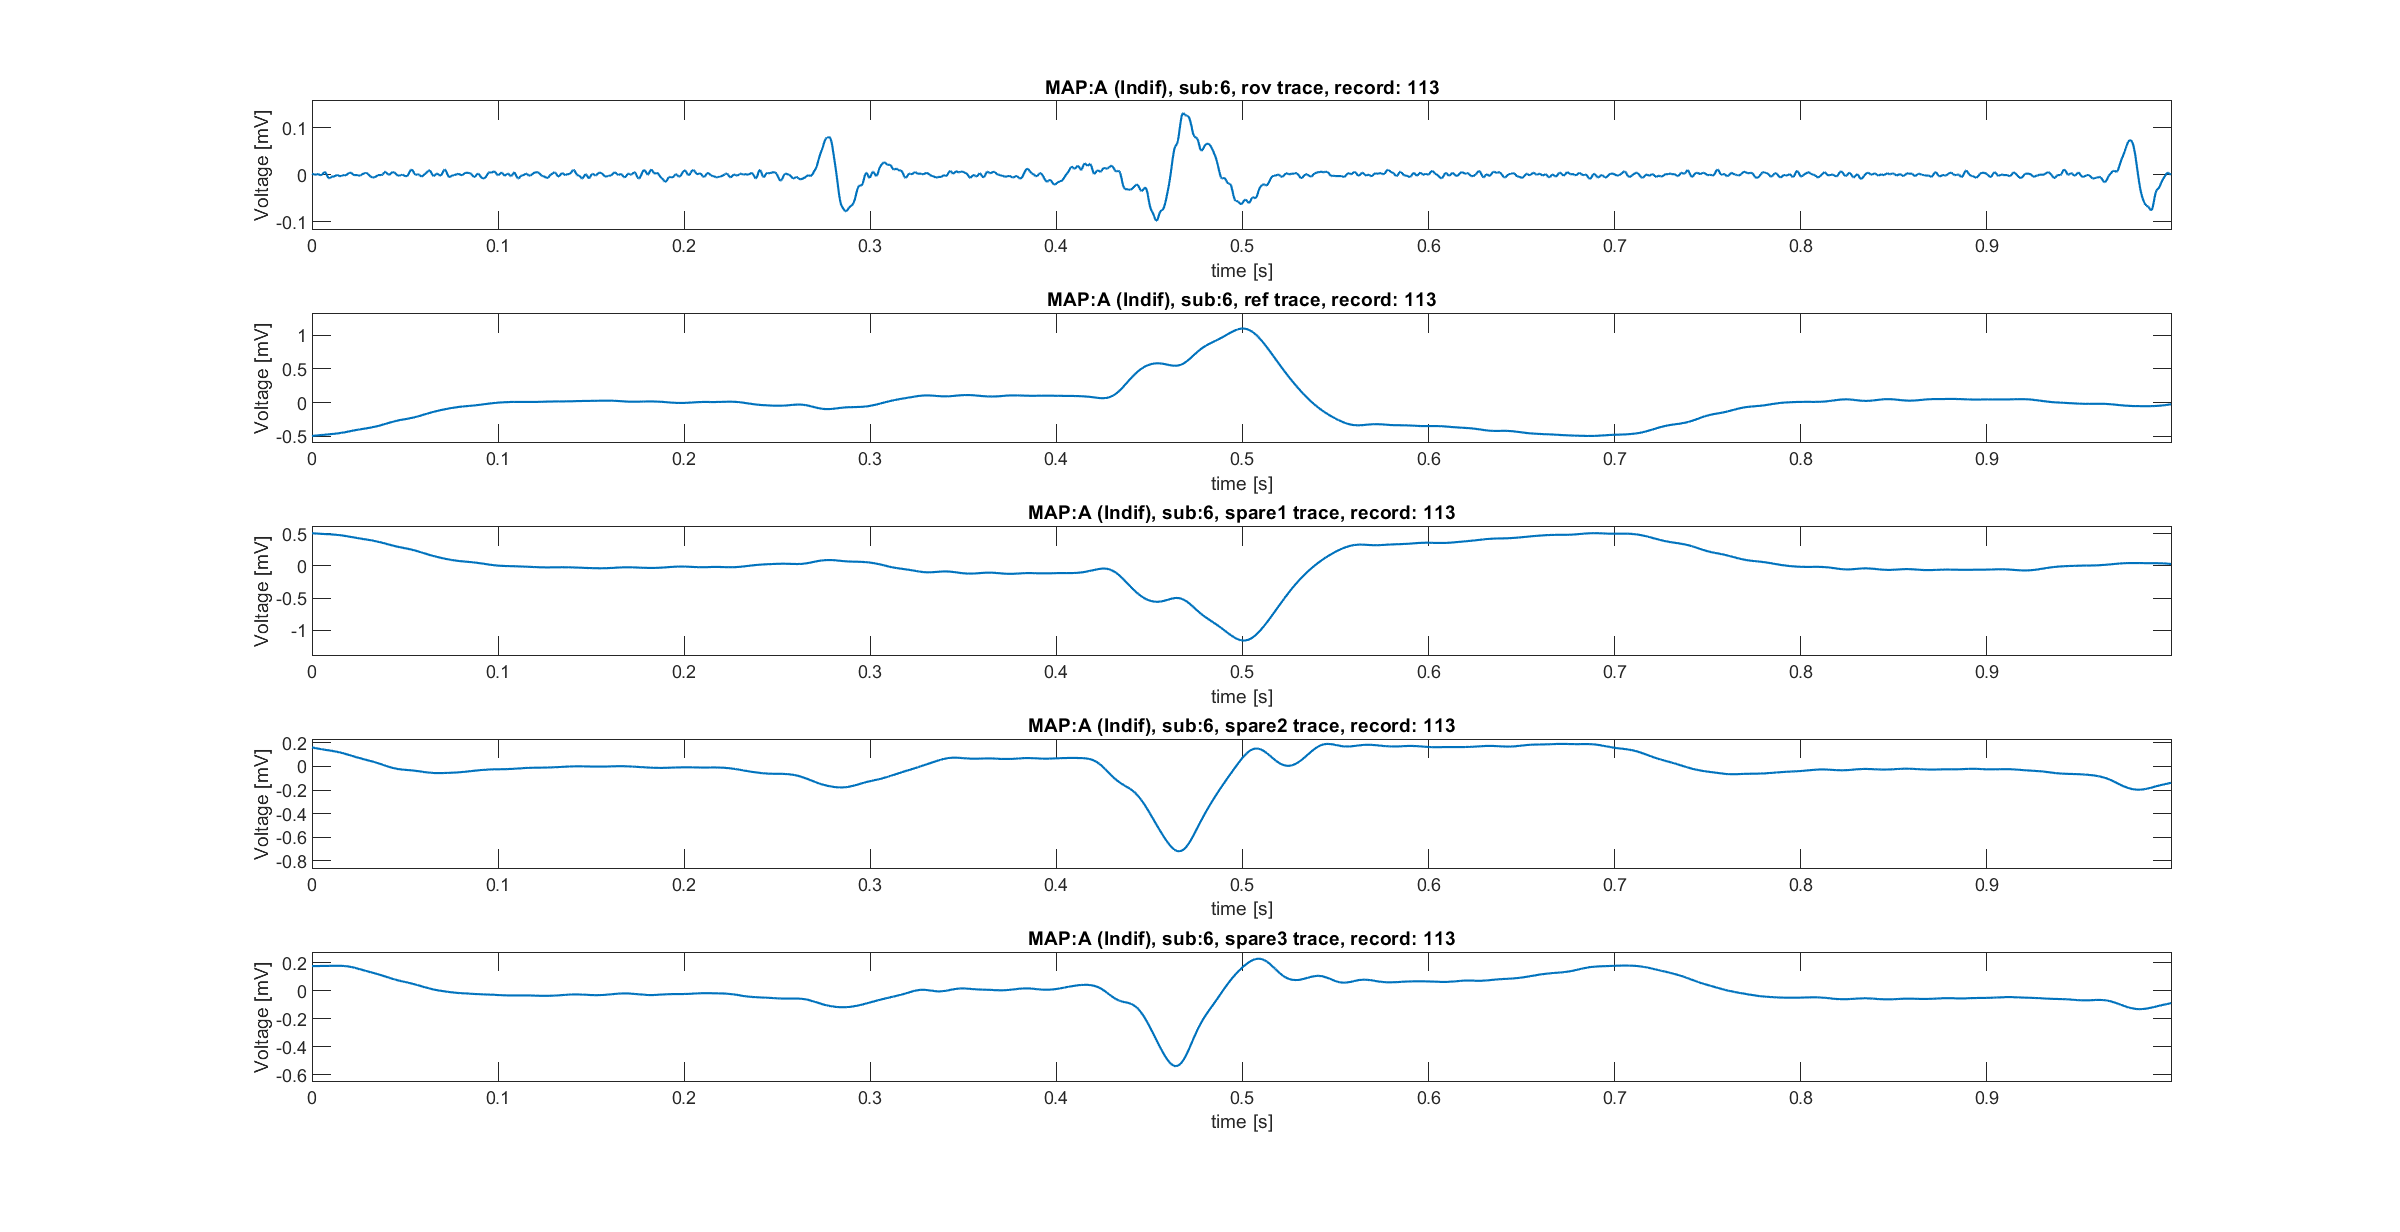 MAP:A (Indif), sub:6, rov trace, record: 113
Voltage [mV]
0.1
0
-0.1
0 0.1 0.2 0.3 0.4 0.5 0.6 0.7 0.8 0.9
time [s]
MAP:A (Indif), sub:6, ref trace, record: 113
Voltage [mV]
1
0.5
0
-0.5
0 0.1 0.2 0.3 0.4 0.5 0.6 0.7 0.8 0.9
time [s]
MAP:A (Indif), sub:6, spare1 trace, record: 113
Voltage [mV]
0.5
0
-0.5
-1
0 0.1 0.2 0.3 0.4 0.5 0.6 0.7 0.8 0.9
time [s]
MAP:A (Indif), sub:6, spare2 trace, record: 113
Voltage [mV]
0.2
0
-0.2
-0.4
-0.6
-0.8
0 0.1 0.2 0.3 0.4 0.5 0.6 0.7 0.8 0.9
time [s]
MAP:A (Indif), sub:6, spare3 trace, record: 113
Voltage [mV]
0.2
0
-0.2
-0.4
-0.6
0 0.1 0.2 0.3 0.4 0.5 0.6 0.7 0.8 0.9
time [s]